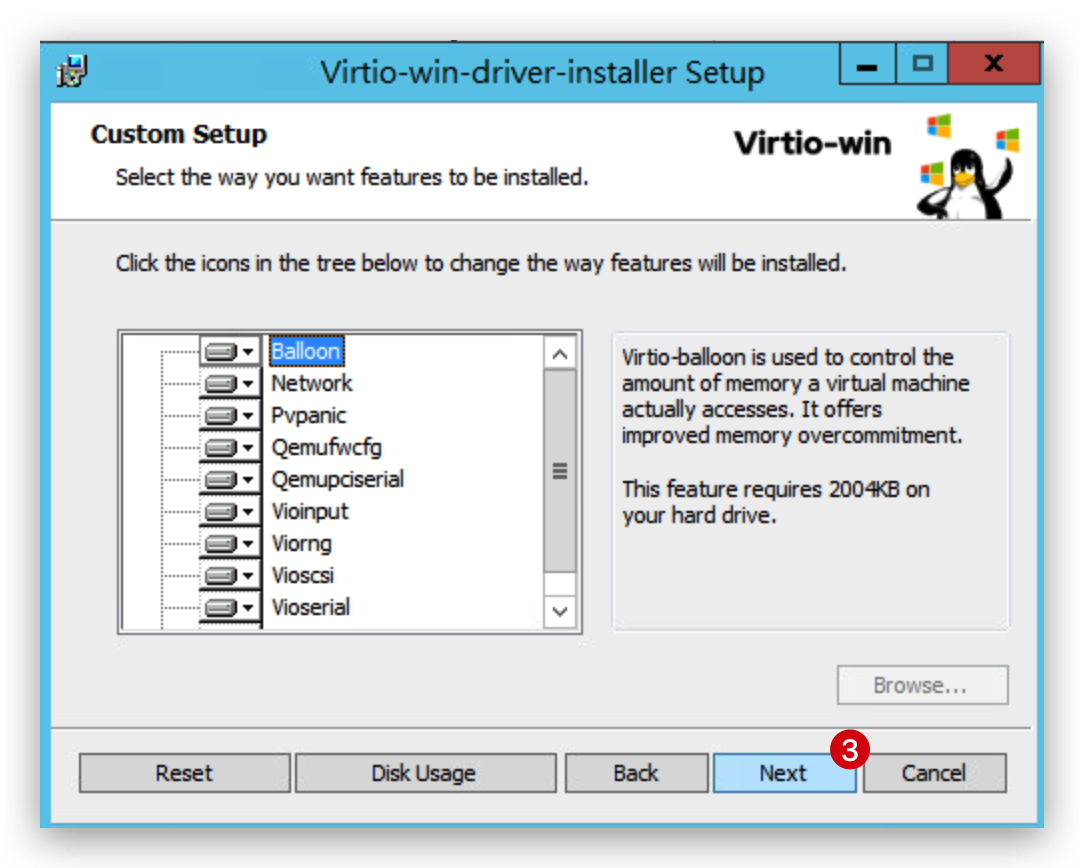 Virtio-win-driver-installer Setup
Custom Setup
Virtio-win
Select the way you want features to be installed.
Click the icons in the tree below to change the way features will be installed.
Balloon
Network
Pvpanic
Qemufwcfg
Qemupciserial
Vioinput
Viorng
Vioscsi
Vioserial
Virtio-balloon is used to control the
amount of memory a virtual machine
actually accesses. It offers
improved memory overcommitment.
This feature requires 2004KB on
your hard drive.
Browse...
3
Reset
Disk Usage
Back
Next
Cancel